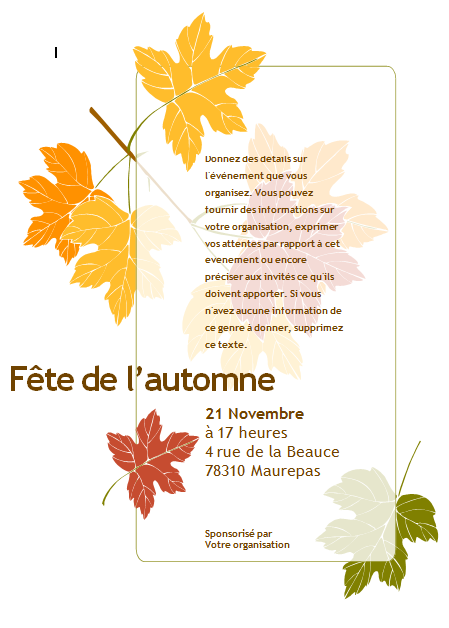 Donnez des détails sur
l'événement que vous
organisez. Vous pouvez
fournir des informations sur
votre organisation, exprimer
vos attentes par rapport à cet
evenement ou encore
préciser aux invités ce qu'ils
doivent apporter. Si vous
n'avez aucune information de
ce genre à donner, supprimez
ce texte.
Fête de l'automne
21 Novembre
à 17 heures
4 rue de la Beauce
78310 Maurepas
Sponsorisé par
Votre organisation